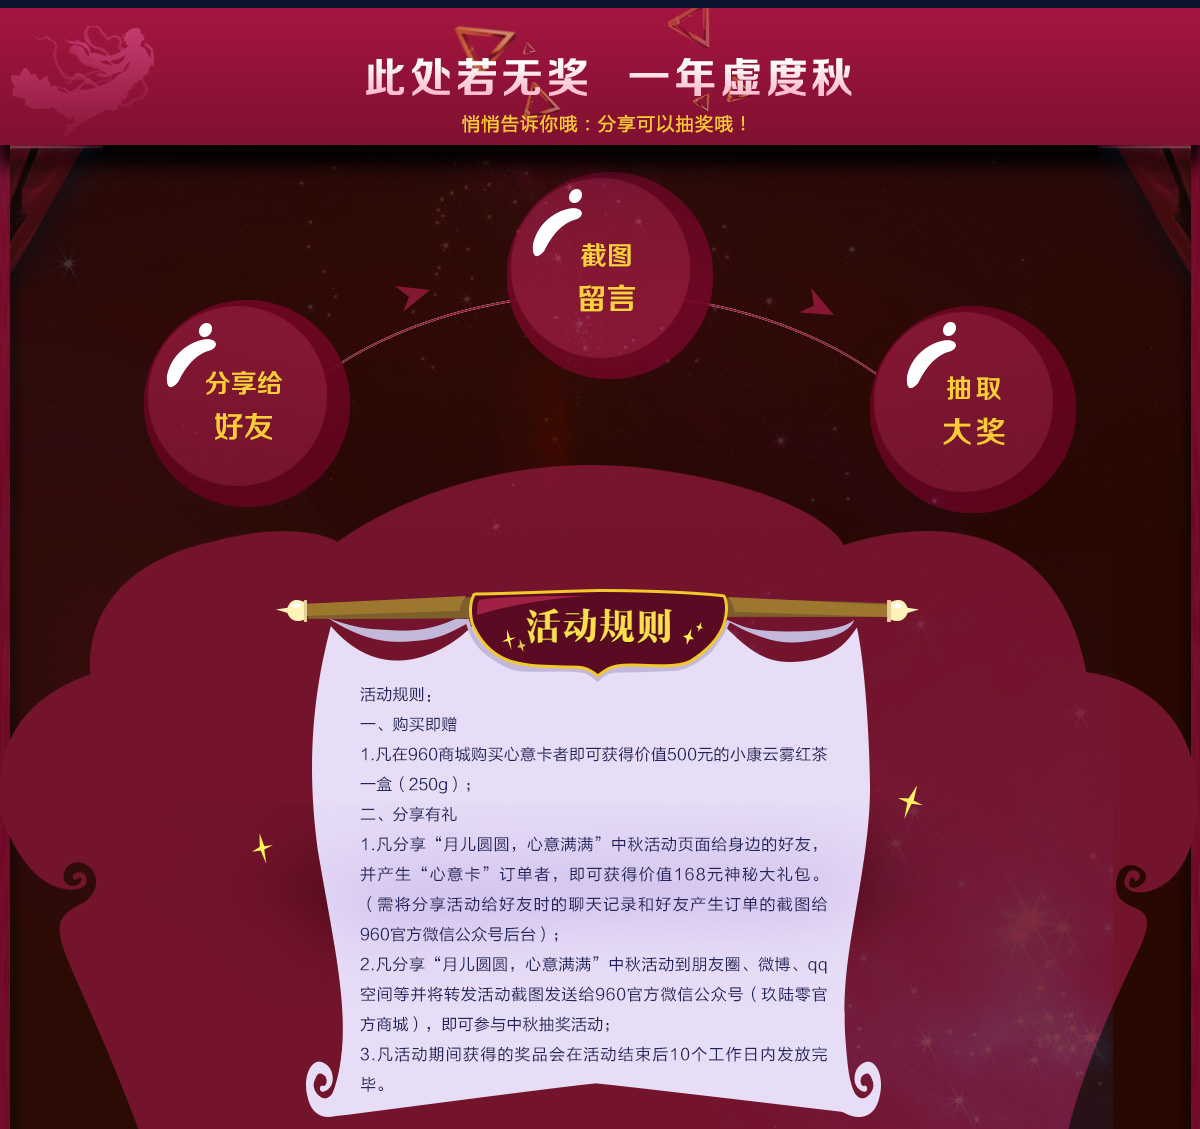 此处若无奖 一年虚度秋
悄悄告诉你哦：分享可以抽奖哦！
分享给
好友
截图
留言
抽取
大奖
活动规则
活动规则：
一、购买即赠
1.凡在960商城购买心意卡者即可获得价值500元的小康云雾红茶
一盒（250g）；
二、分享有礼
1.凡分享“月儿圆圆，心意满满”中秋活动页面给身边的好友，
并产生“心意卡”订单者，即可获得价值168元神秘大礼包。
（需将分享活动给好友时的聊天记录和好友产生订单的截图给
960官方微信公众号后台）；
2.凡分享“月儿圆圆，心意满满”中秋活动到朋友圈、微博、qq
空间等并将转发活动截图发送给960官方微信公众号（玖陆零官
方商城），即可参与中秋抽奖活动；
3.凡活动期间获得的奖品会在活动结束后10个工作日内发放完
毕。